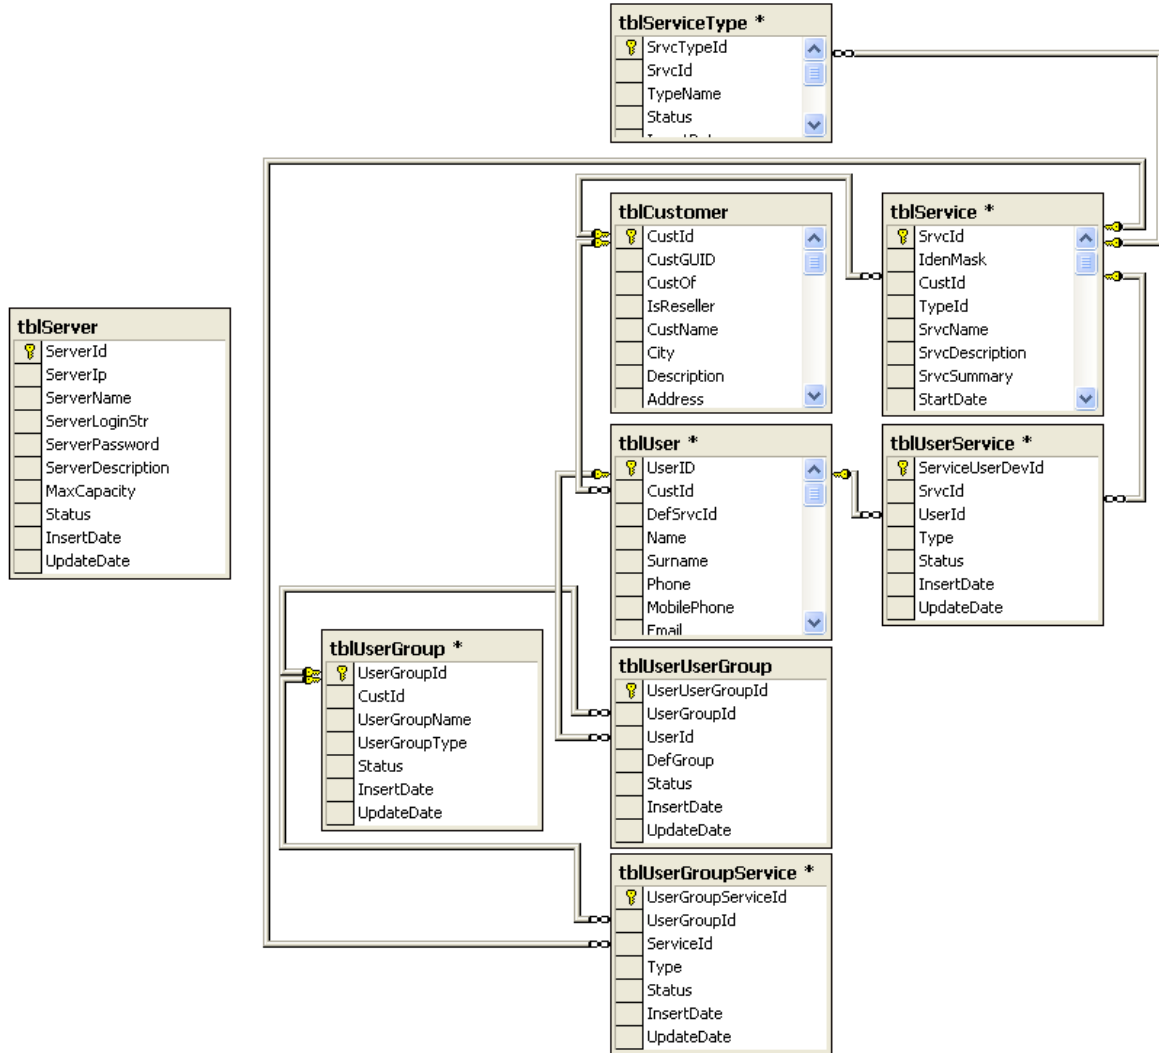 tblServiceType *
SrvcTypeId
SrvcId
TypeName
Status
tblCustomer
CustId
CustGUID
CustOf
IsReseller
CustName
City
Description
Address
tblService *
SrvcId
IdenMask
CustId
TypeId
SrvcName
SrvcDescription
SrvcSummary
StartDate
tblServer
ServerId
ServerIp
ServerName
ServerLoginStr
ServerPassword
ServerDescription
MaxCapacity
Status
InsertDate
UpdateDate
tblUser *
UserID
CustId
DefSrvcId
Name
Surname
Phone
MobilePhone
Email
tblUserService *
ServiceUserDevId
SrvcId
UserId
Type
Status
InsertDate
UpdateDate
tblUserGroup *
UserGroupId
CustId
UserGroupName
UserGroupType
Status
InsertDate
UpdateDate
tblUserUserGroup
UserUserGroupId
UserGroupId
UserId
DefGroup
Status
InsertDate
UpdateDate
tblUserGroupService *
UserGroupServiceId
UserGroupId
ServiceId
Type
Status
InsertDate
UpdateDate